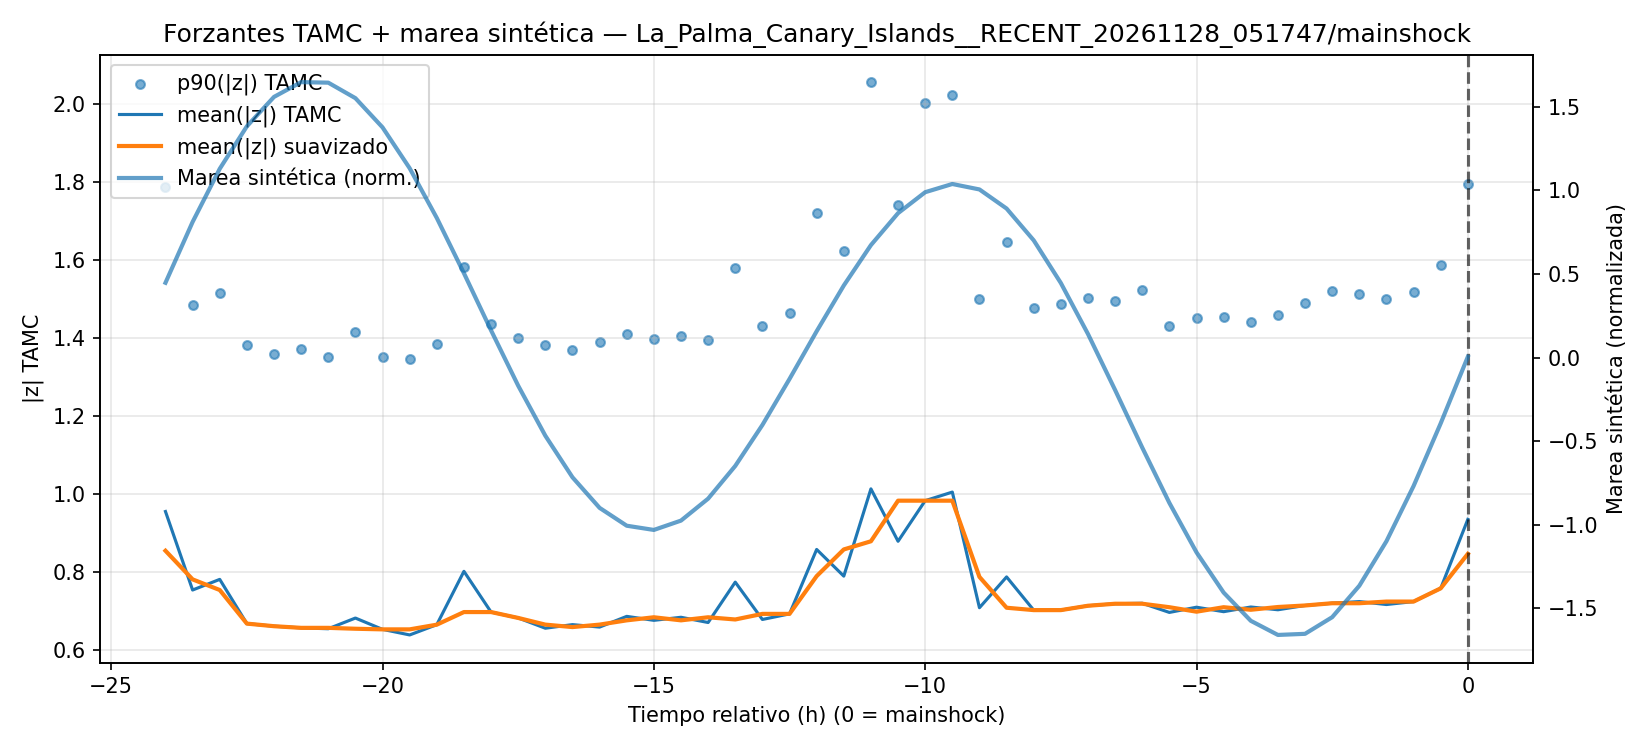 Forzantes TAMC + marea sintética — La_Palma_Canary_Islands__RECENT_20261128_051747/mainshock
p90(|z|) TAMC
mean(|z|) TAMC
mean(|z|) suavizado
Marea sintética (norm.)
|z| TAMC
2.0
1.8
1.6
1.4
1.2
1.0
0.8
0.6
1.5
1.0
0.5
0.0
−0.5
−1.0
−1.5
Marea sintética (normalizada)
−25
−20
−15
−10
−5
0
Tiempo relativo (h) (0 = mainshock)